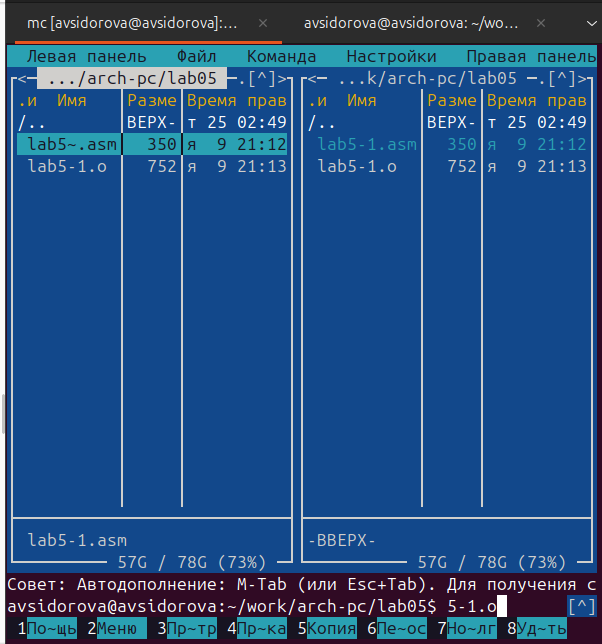 mc [avsidorova@avsidorova]:... × avsidorova@avsidorova: ~/wo... ×
Левая панель Файл Команда Настройки Правая панель
<─ .../arch-pc/lab05 ─.[^]> <─ ...k/arch-pc/lab05 ─.[^]>
.и Имя Разме Время прав .и Имя Разме Время прав
/.. ВЕРХ- т 25 02:49 /.. ВЕРХ- т 25 02:49
lab5~.asm 350 я 9 21:12 lab5-1.asm 350 я 9 21:12
lab5-1.o 752 я 9 21:13 lab5-1.o 752 я 9 21:13
lab5-1.asm -ВВЕРХ-
57G / 78G (73%) 57G / 78G (73%)
Совет: Автодополнение: M-Tab (или Esc+Tab). Для получения с
avsidorova@avsidorova:~/work/arch-pc/lab05$ 5-1.o [^]
1По~щь 2Меню 3Пр~тр 4Пр~ка 5Копия 6Пе~ос 7Но~лг 8Уд~ть